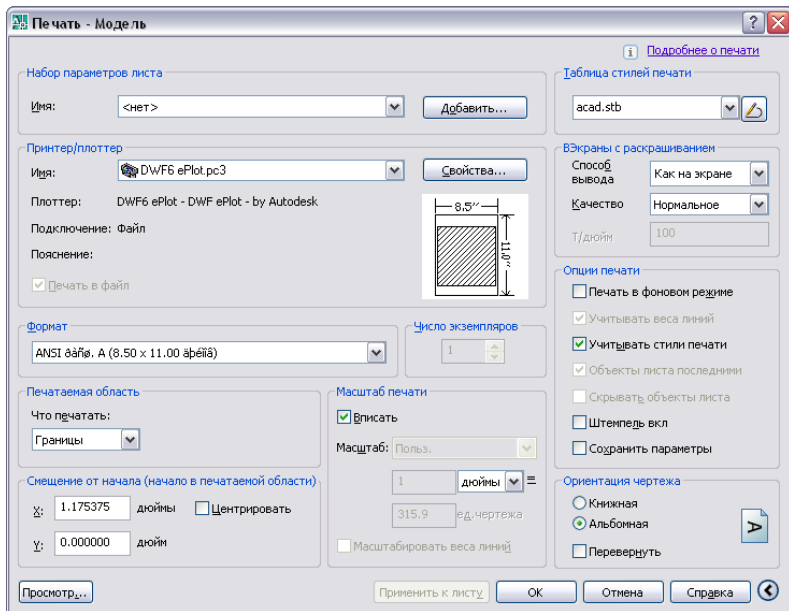 Печать - Модель
Подробнее о печати
Набор параметров листа
Имя:
<нет>
Добавить...
Таблица стилей печати
acad.stb
Принтер/плоттер
Имя:
DWF6 ePlot.pc3
Свойства...
Плоттер:
DWF6 ePlot - DWF ePlot - by Autodesk
Подключение:
Файл
Пояснение:
Печать в файл
8.5''
11.0''
ВЭкраны с раскрашиванием
Способ
вывода
Как на экране
Качество
Нормальное
Т/дюйм
100
Формат
ANSI ðàñø. A (8.50 x 11.00 äþéìîâ)
Число экземпляров
1
Опции печати
Печать в фоновом режиме
Учитывать веса линий
Учитывать стили печати
Объекты листа последними
Скрывать объекты листа
Штемпель вкл
Сохранить параметры
Печатаемая область
Что печатать:
Границы
Масштаб печати
Вписать
Масштаб:
Польз.
1
дюймы
=
315.9
ед.чертежа
Масштабировать веса линий
Смещение от начала (начало в печатаемой области)
X:
1.175375
дюймы
Центрировать
Y:
0.000000
дюйм
Ориентация чертежа
Книжная
Альбомная
Перевернуть
A
Просмотр...
Применить к листу
ОК
Отмена
Справка